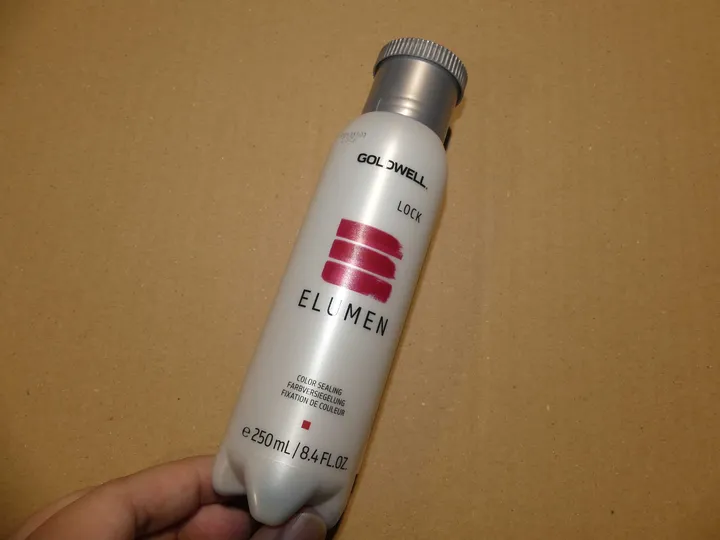 GOLDWELL
LOCK
ELUMEN
COLOR SEALING
FARBVERSIEGELUNG
FIXATION DE COULEUR
e 250 mL / 8.4 FL.OZ.